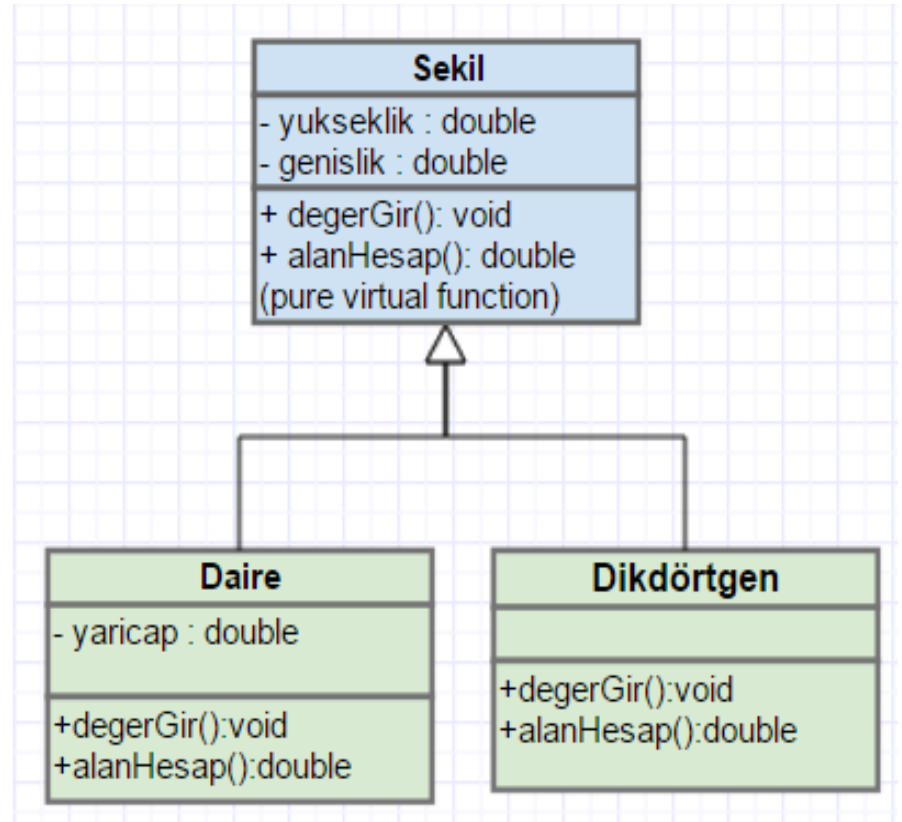 Sekil
- yukseklik : double
- genislik : double
+ degerGir(): void
+ alanHesap(): double
(pure virtual function)
Daire
- yaricap : double
+degerGir():void
+alanHesap():double
Dikdörtgen
+degerGir():void
+alanHesap():double